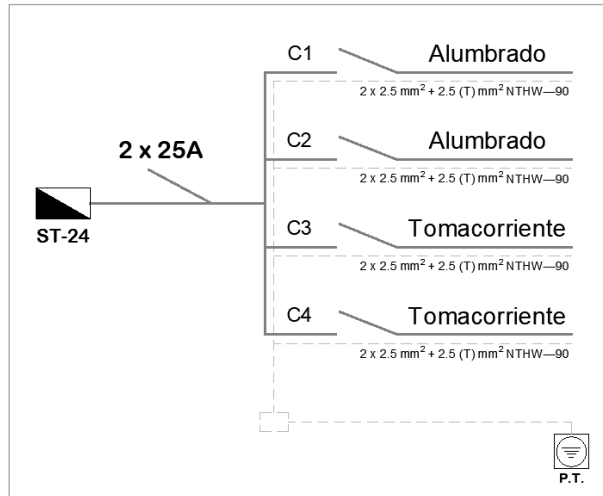 C1 Alumbrado
2 x 2.5 mm² + 2.5 (T) mm² NTHW—90
2 x 25A
C2 Alumbrado
2 x 2.5 mm² + 2.5 (T) mm² NTHW—90
ST-24
C3 Tomacorriente
2 x 2.5 mm² + 2.5 (T) mm² NTHW—90
C4 Tomacorriente
2 x 2.5 mm² + 2.5 (T) mm² NTHW—90
P.T.